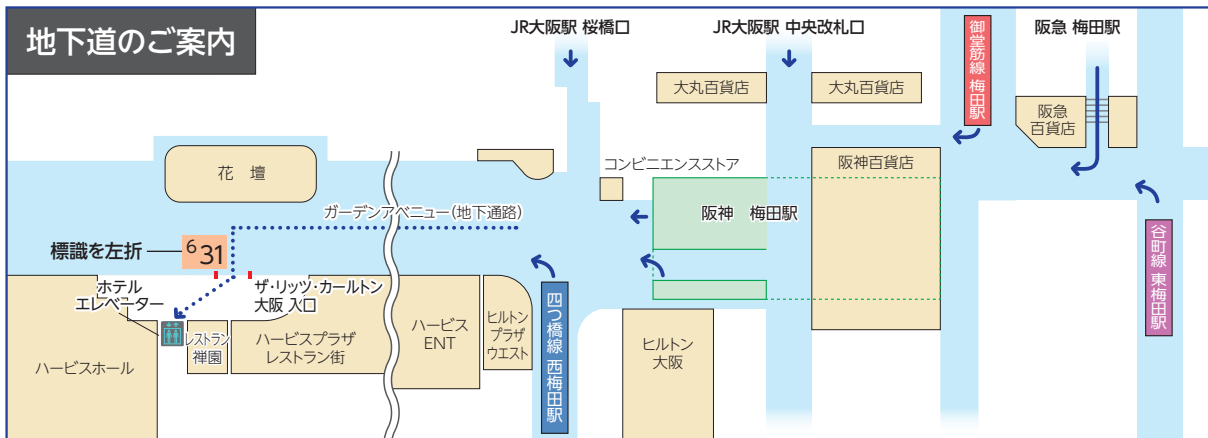 地下道のご案内
JR大阪駅 桜橋口
JR大阪駅 中央改札口
御堂筋線 梅田駅
阪急 梅田駅
大丸百貨店
大丸百貨店
阪急
百貨店
花 壇
コンビニエンスストア
阪神百貨店
ガーデンアベニュー(地下通路)
阪神 梅田駅
標識を左折
6 31
谷町線 東梅田駅
ホテル
エレベーター
ザ・リッツ・カールトン
大阪 入口
四つ橋線 西梅田駅
レストラン
禅園
ハービスプラザ
レストラン街
ハービス
ENT
ヒルトン
プラザ
ウエスト
ヒルトン
大阪
ハービスホール